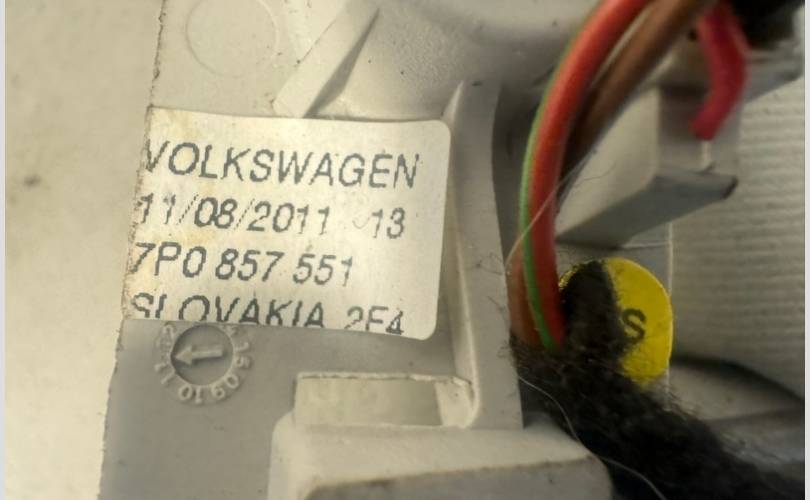 VOLKSWAGEN
11/08/2011 13
7P0 857 551
SLOVAKIA 2F4
S